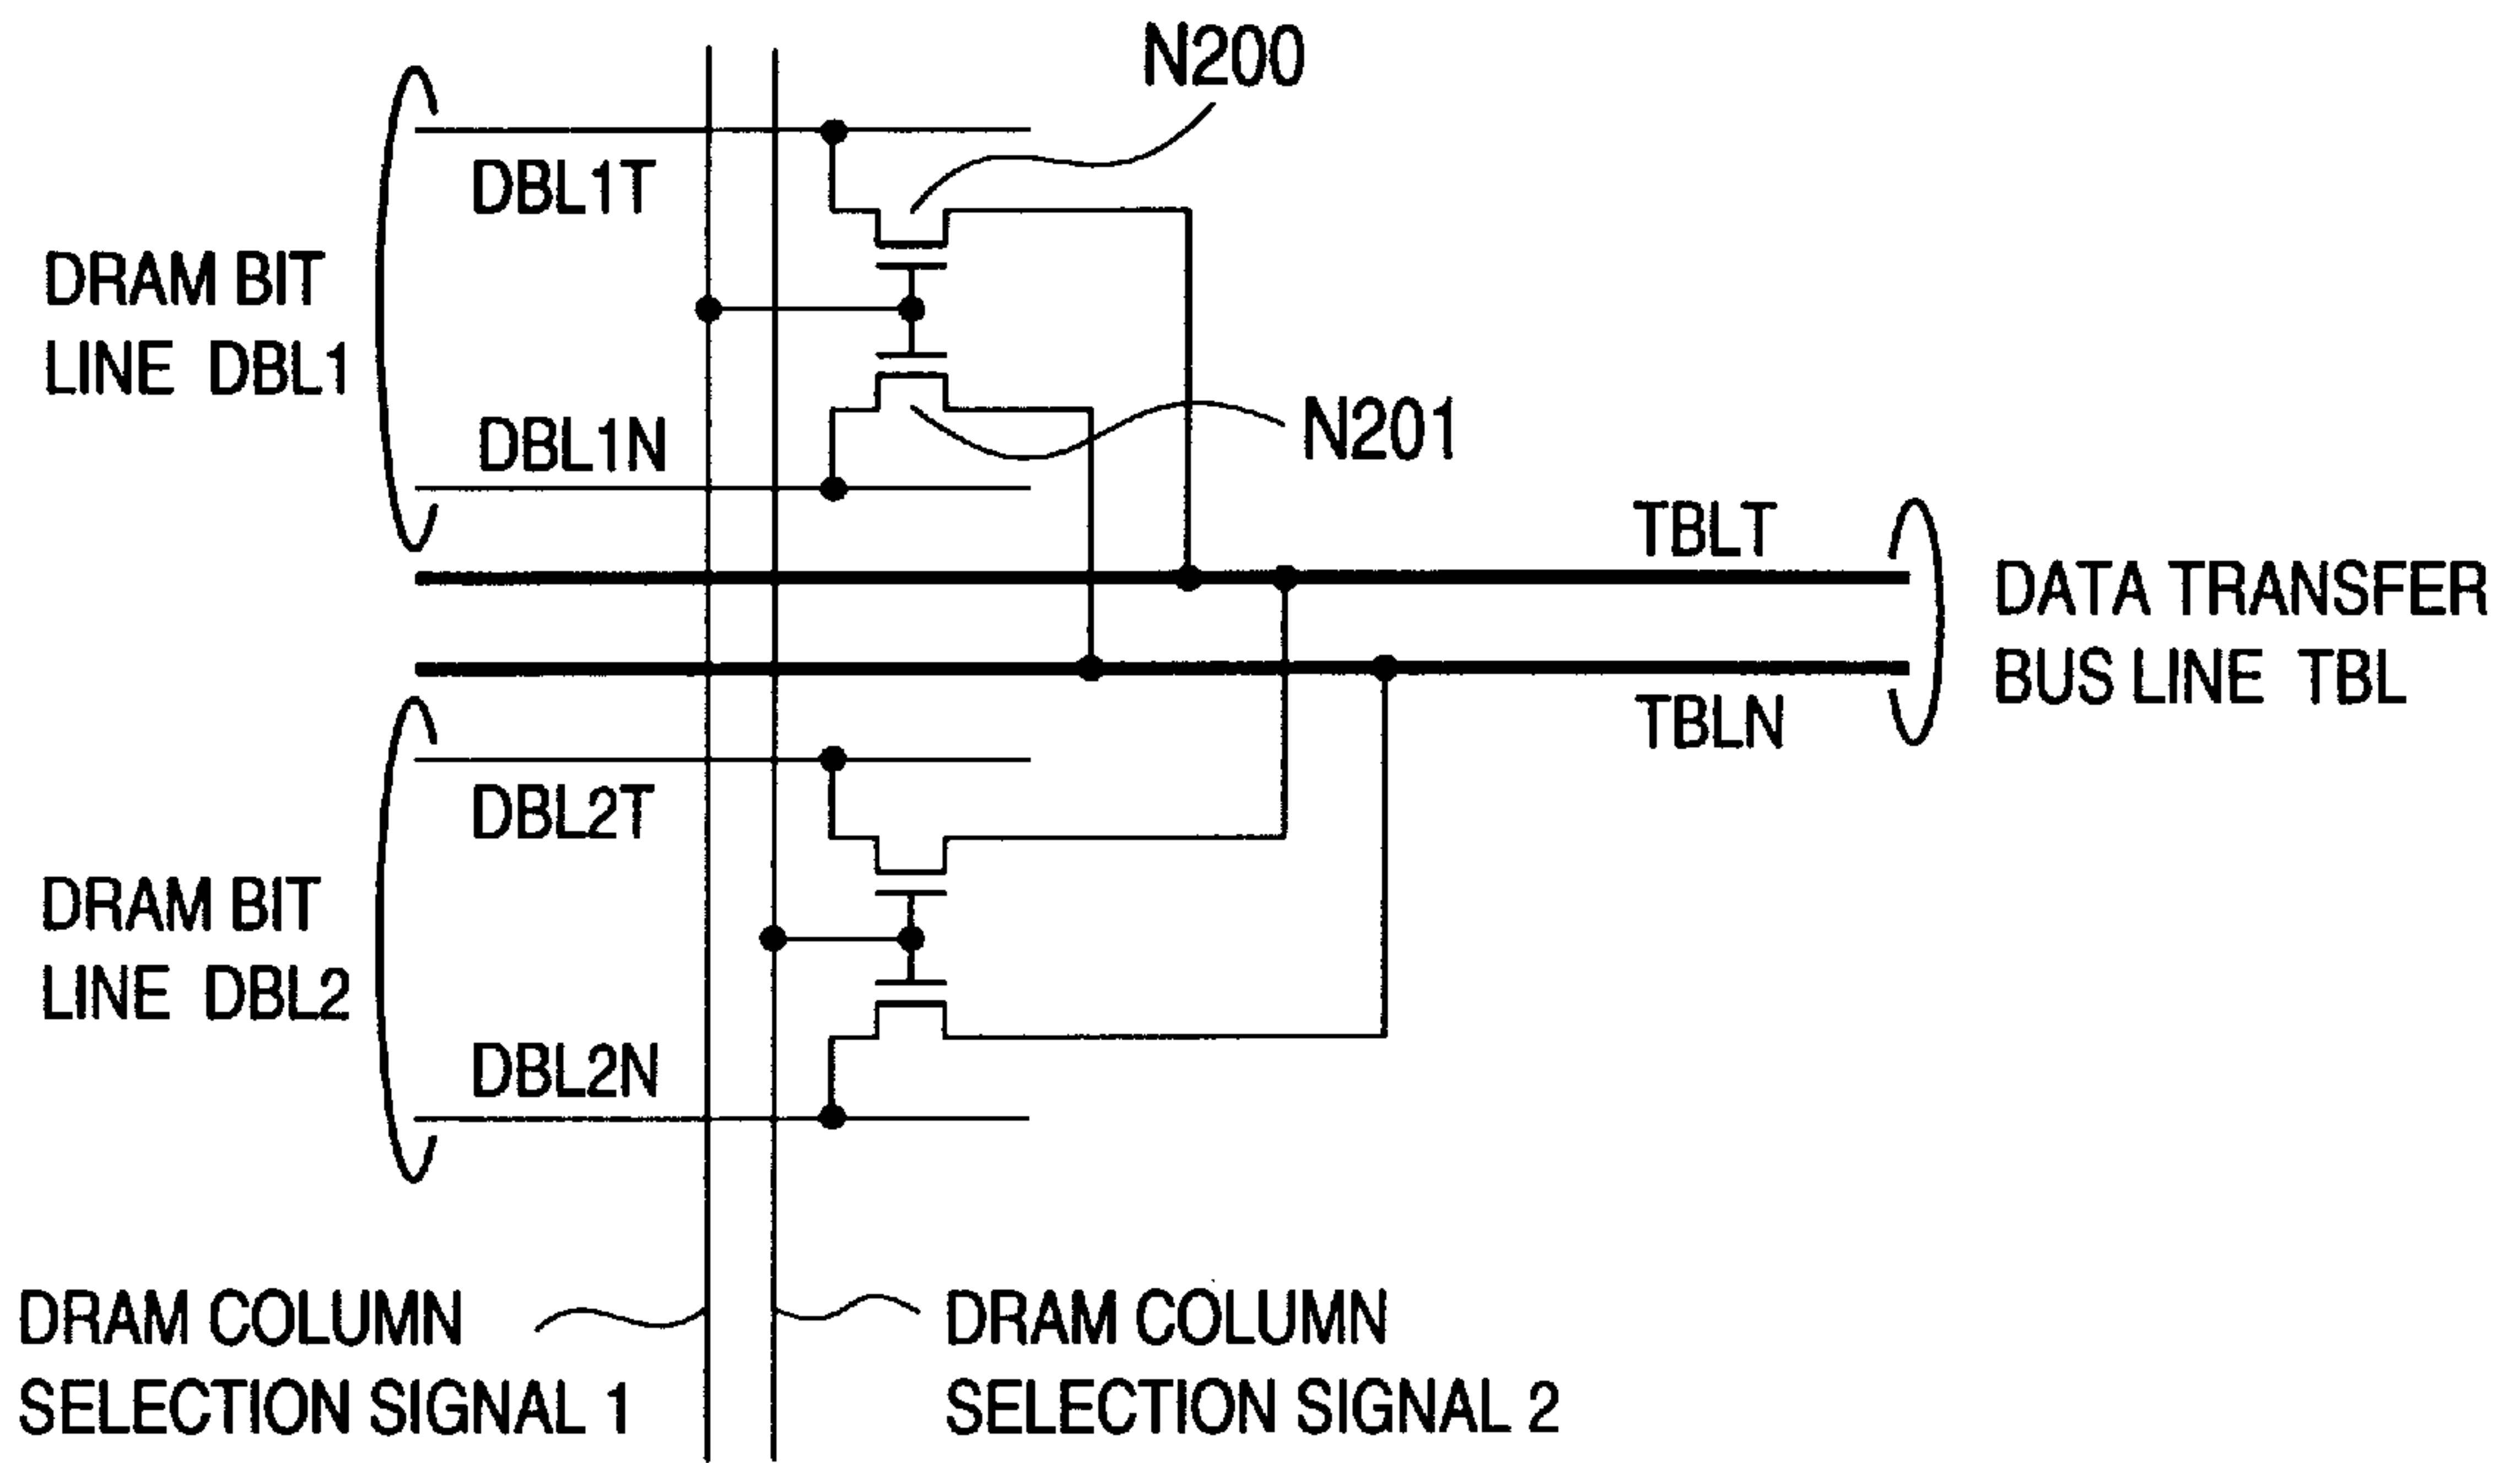 N200
DBL1T
DRAM BIT
LINE DBL1
DBL1N
N201
TBLT
DATA TRANSFER
BUS LINE TBL
TBLN
DBL2T
DRAM BIT
LINE DBL2
DBL2N
DRAM COLUMN
SELECTION SIGNAL 1
DRAM COLUMN
SELECTION SIGNAL 2